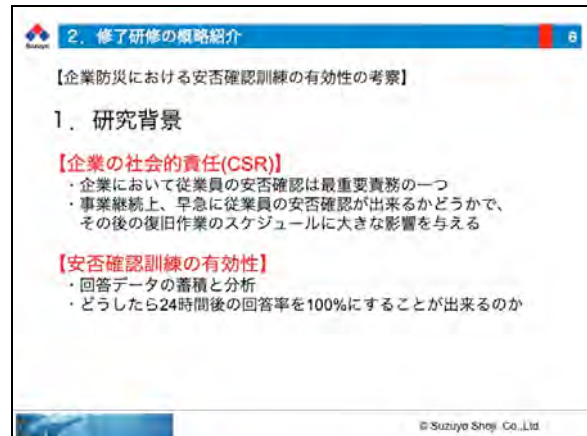 Suzuyo
2．修了研修の概略紹介
6
【企業防災における安否確認訓練の有効性の考察】
1．研究背景
【企業の社会的責任(CSR)】
・企業において従業員の安否確認は最重要責務の一つ
・事業継続上、早急に従業員の安否確認が出来るかどうかで、
その後の復旧作業のスケジュールに大きな影響を与える
【安否確認訓練の有効性】
・回答データの蓄積と分析
・どうしたら24時間後の回答率を100%にすることが出来るのか
© Suzuyo Shoji Co.,Ltd